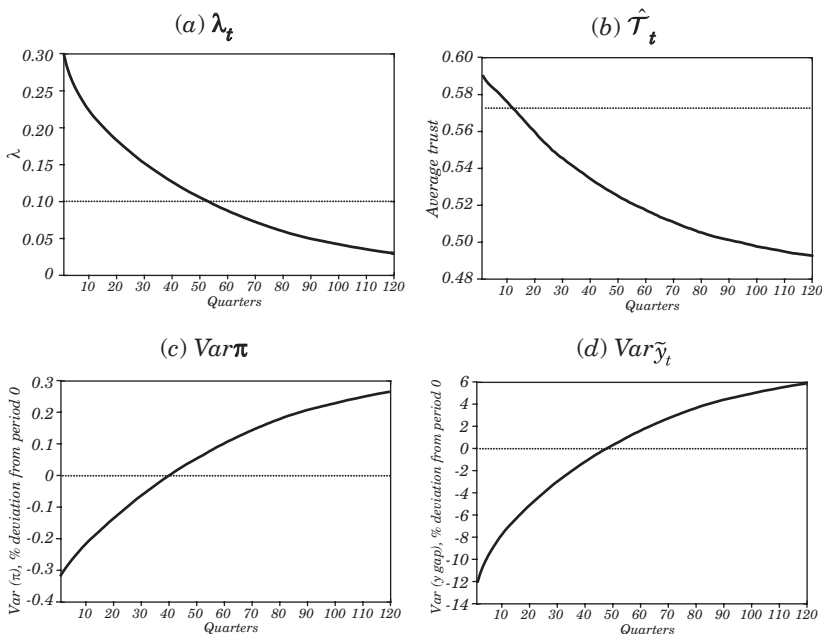 (a) λₜ
0.30
0.25
0.20
0.15
0.10
0.05
0
λ
10 20 30 40 50 60 70 80 90 100 110 120
Quarters
(b) 𝒯̂ₜ
0.60
0.58
0.56
0.54
0.52
0.50
0.48
Average trust
10 20 30 40 50 60 70 80 90 100 110 120
Quarters
(c) Varπ
0.3
0.2
0.1
0
-0.1
-0.2
-0.3
-0.4
Var (π), % deviation from period 0
10 20 30 40 50 60 70 80 90 100 110 120
Quarters
(d) Varỹₜ
6
4
2
0
-2
-4
-6
-8
-10
-12
-14
Var (y gap), % deviation from period 0
10 20 30 40 50 60 70 80 90 100 110 120
Quarters